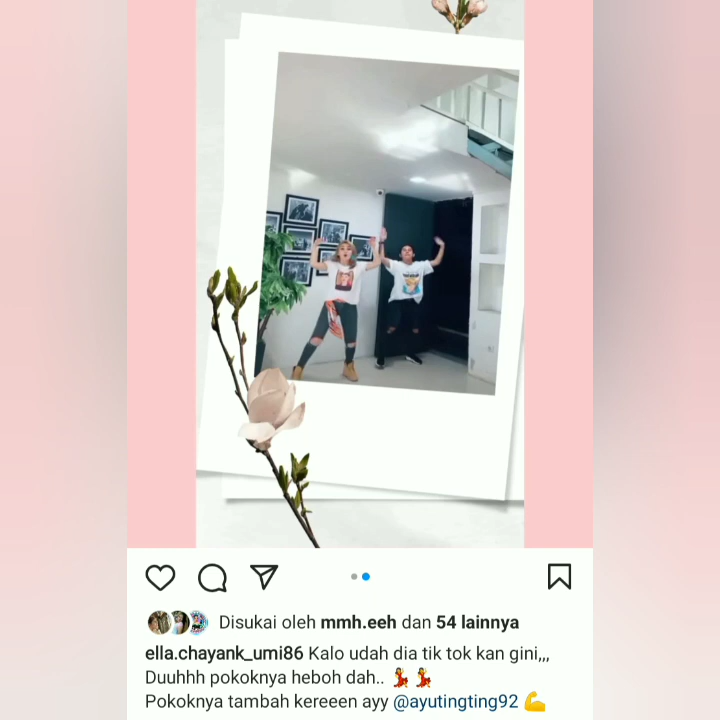 Disukai oleh mmh.eeh dan 54 lainnya
ella.chayank_umi86 Kalo udah dia tik tok kan gini,,,
Duuhhh pokoknya heboh dah.. 💃💃
Pokoknya tambah kereeen ayy @ayutingting92 💪